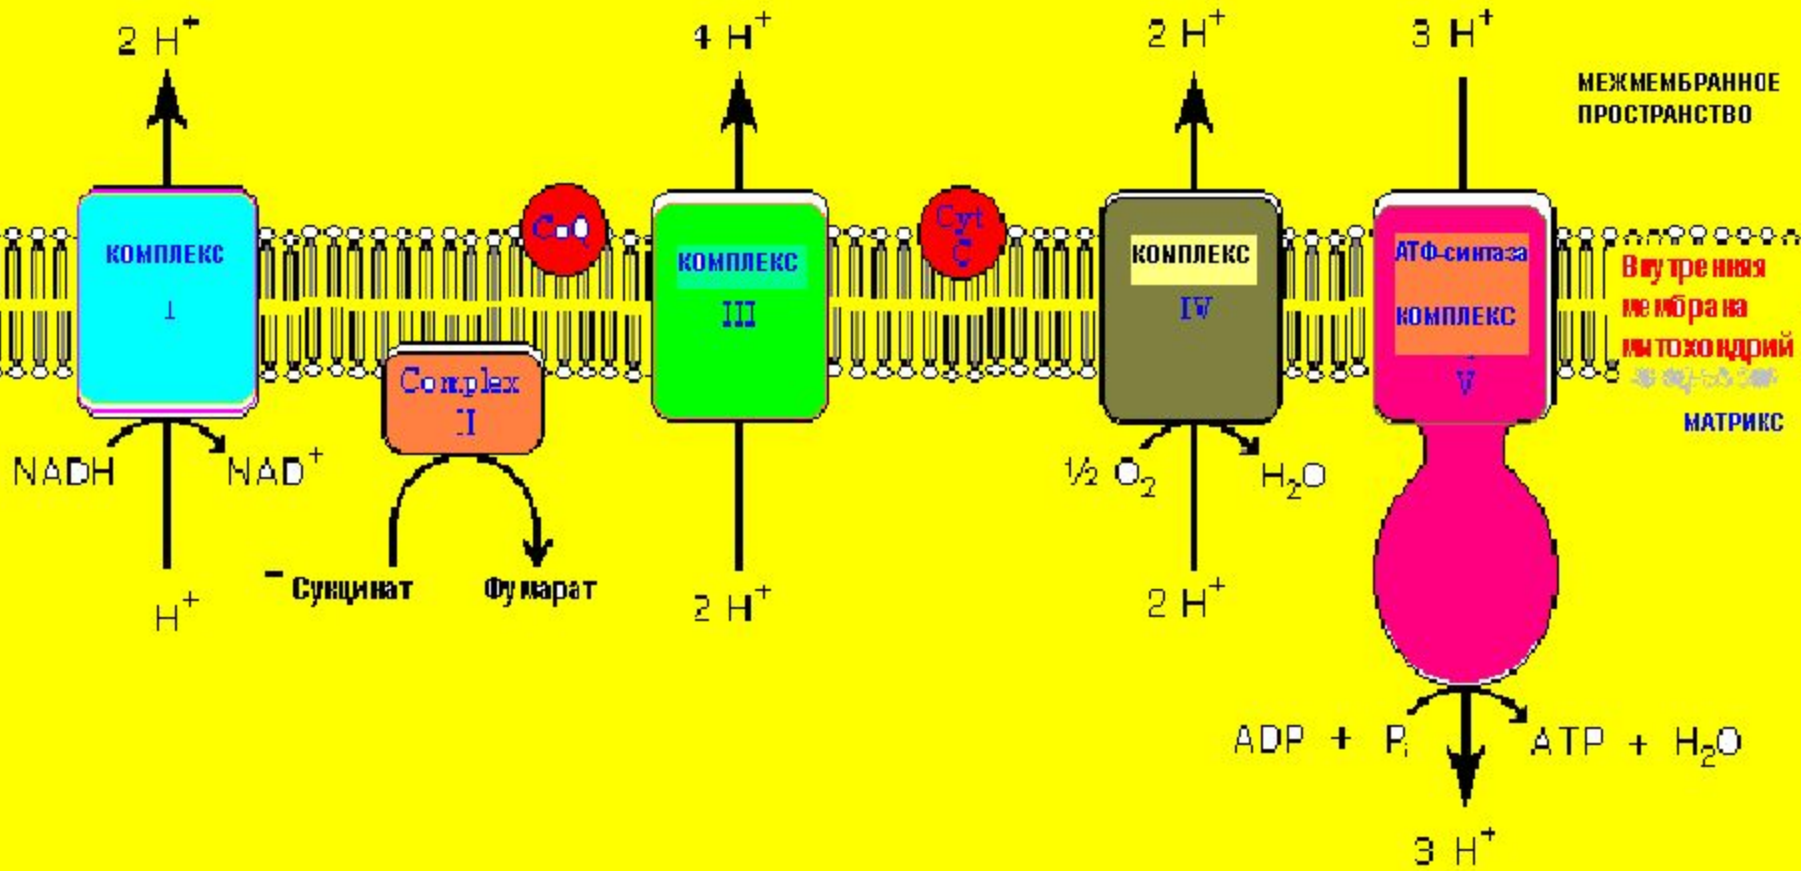 2 H⁺
4 H⁺
2 H⁺
3 H⁺
МЕЖМЕМБРАННОЕ
ПРОСТРАНСТВО
КОМПЛЕКС
I
CoQ
КОМПЛЕКС
III
Cyt
C
КОМПЛЕКС
IV
АТФ-синтаза
КОМПЛЕКС
V
Внутренняя
мембрана
митохондрий
МАТРИКС
Complex
II
NADH
NAD⁺
½ O₂
H₂O
Сукцинат
Фумарат
H⁺
2 H⁺
2 H⁺
ADP + Pᵢ
ATP + H₂O
3 H⁺